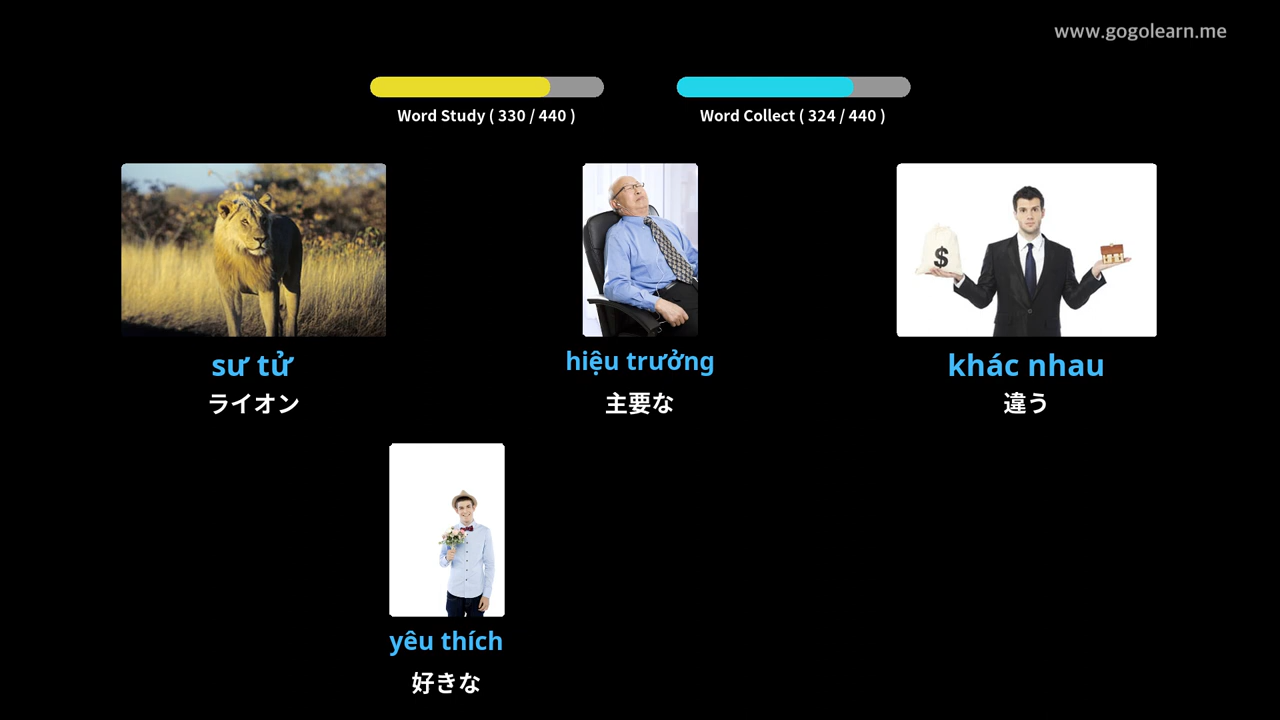 www.gogolearn.me
Word Study ( 330 / 440 )
Word Collect ( 324 / 440 )
$
sư tử
ライオン
hiệu trưởng
主要な
khác nhau
違う
yêu thích
好きな